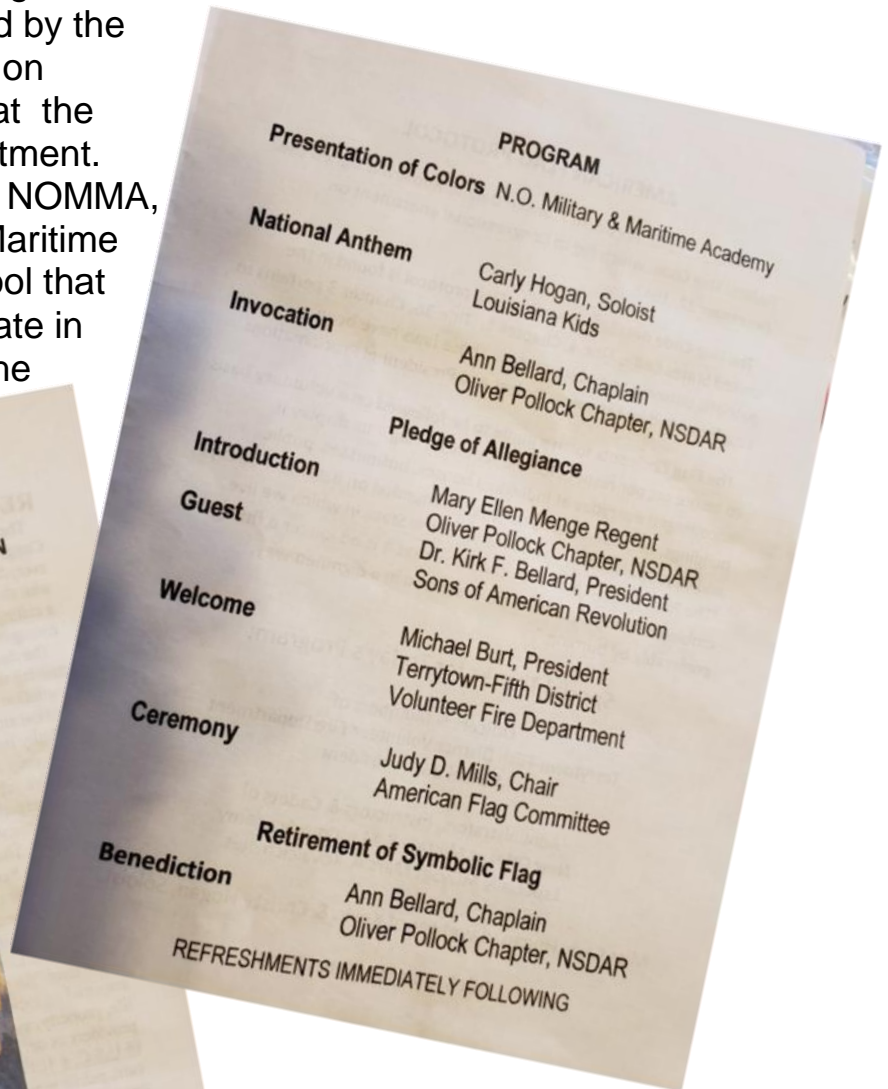 d by the
on
at the
tment.
NOMMA,
Maritime
ool that
ate in
he
PROGRAM
Presentation of Colors N.O. Military & Maritime Academy
National Anthem
Carly Hogan, Soloist
Louisiana Kids
Invocation
Ann Bellard, Chaplain
Oliver Pollock Chapter, NSDAR
Pledge of Allegiance
Introduction
Mary Ellen Menge Regent
Oliver Pollock Chapter, NSDAR
Guest
Dr. Kirk F. Bellard, President
Sons of American Revolution
Welcome
Michael Burt, President
Terrytown-Fifth District
Volunteer Fire Department
Ceremony
Judy D. Mills, Chair
American Flag Committee
Retirement of Symbolic Flag
Benediction
Ann Bellard, Chaplain
Oliver Pollock Chapter, NSDAR
REFRESHMENTS IMMEDIATELY FOLLOWING